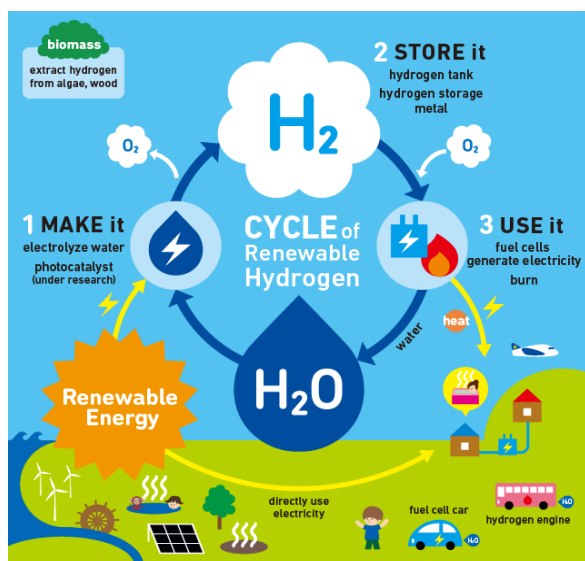 biomass
extract hydrogen
from algae, wood
H₂
2 STORE it
hydrogen tank
hydrogen storage
metal
O₂
O₂
1 MAKE it
electrolyze water
photocatalyst
(under research)
CYCLE of
Renewable
Hydrogen
3 USE it
fuel cells
generate electricity
burn
water
heat
Renewable
Energy
H₂O
directly use
electricity
fuel cell car
H₂O
hydrogen engine
H₂O